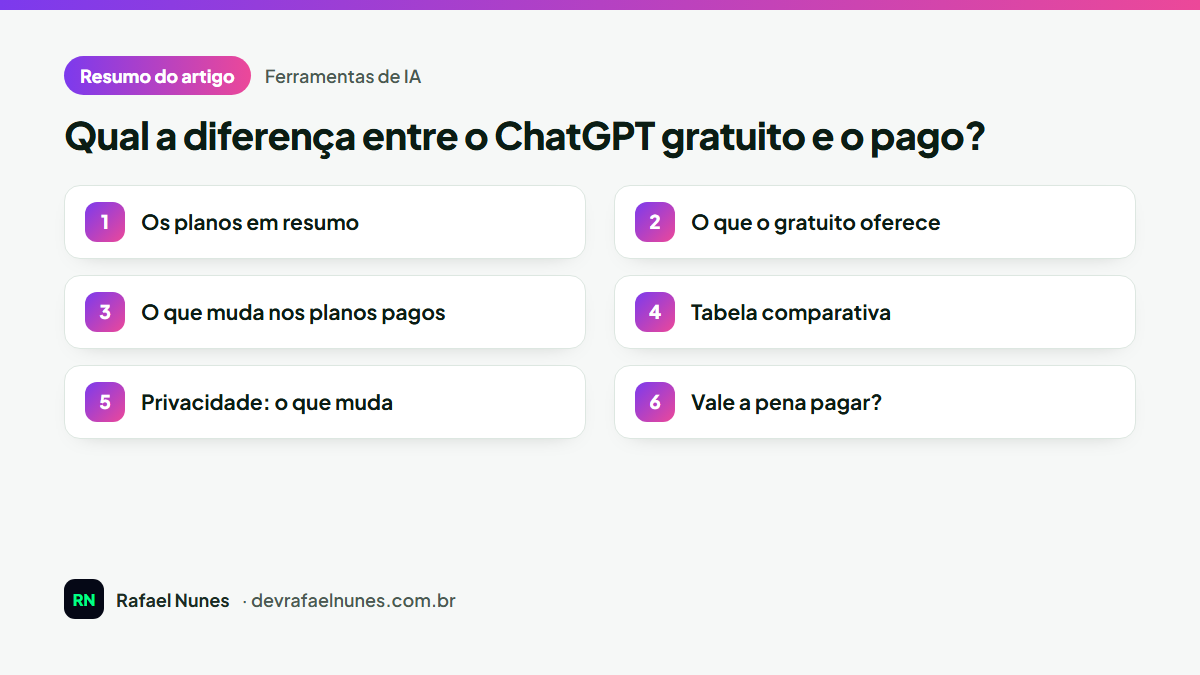 Resumo do artigo Ferramentas de IA
Qual a diferença entre o ChatGPT gratuito e o pago?
1 Os planos em resumo
2 O que o gratuito oferece
3 O que muda nos planos pagos
4 Tabela comparativa
5 Privacidade: o que muda
6 Vale a pena pagar?
RN Rafael Nunes · devrafaelnunes.com.br